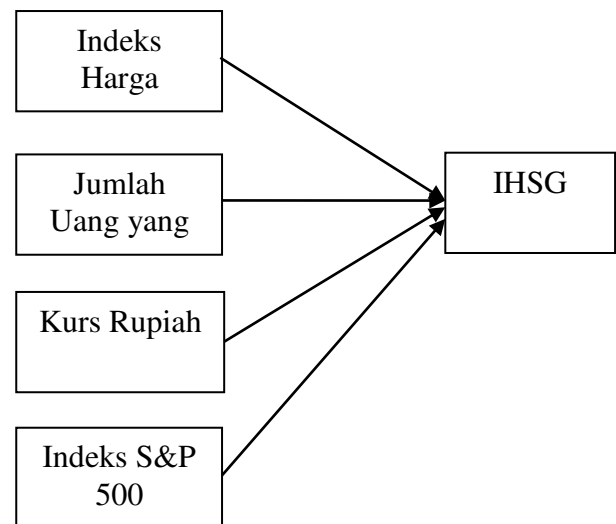 Indeks
Harga
Jumlah
Uang yang
IHSG
Kurs Rupiah
Indeks S&P
500